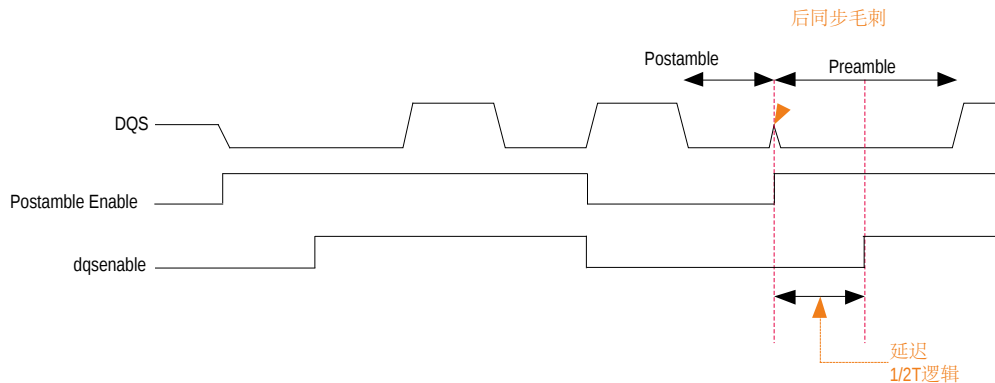 后同步毛刺
Postamble
Preamble
DQS
Postamble Enable
dqsenable
延迟
1/2T逻辑